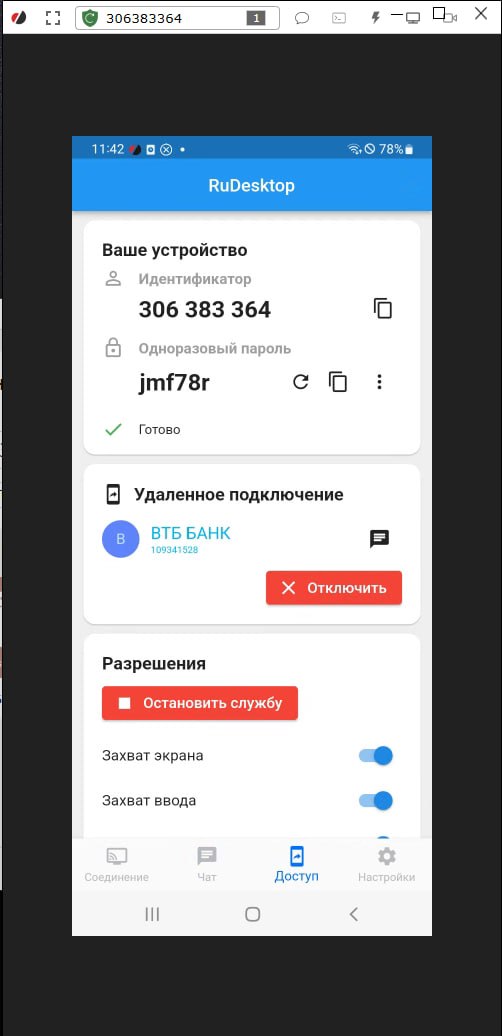 306383364
1
11:42
78%
RuDesktop
Ваше устройство
Идентификатор
306 383 364
Одноразовый пароль
jmf78r
Готово
Удаленное подключение
В
ВТБ БАНК
109341528
Отключить
Разрешения
Остановить службу
Захват экрана
Захват ввода
Соединение
Чат
Доступ
Настройки